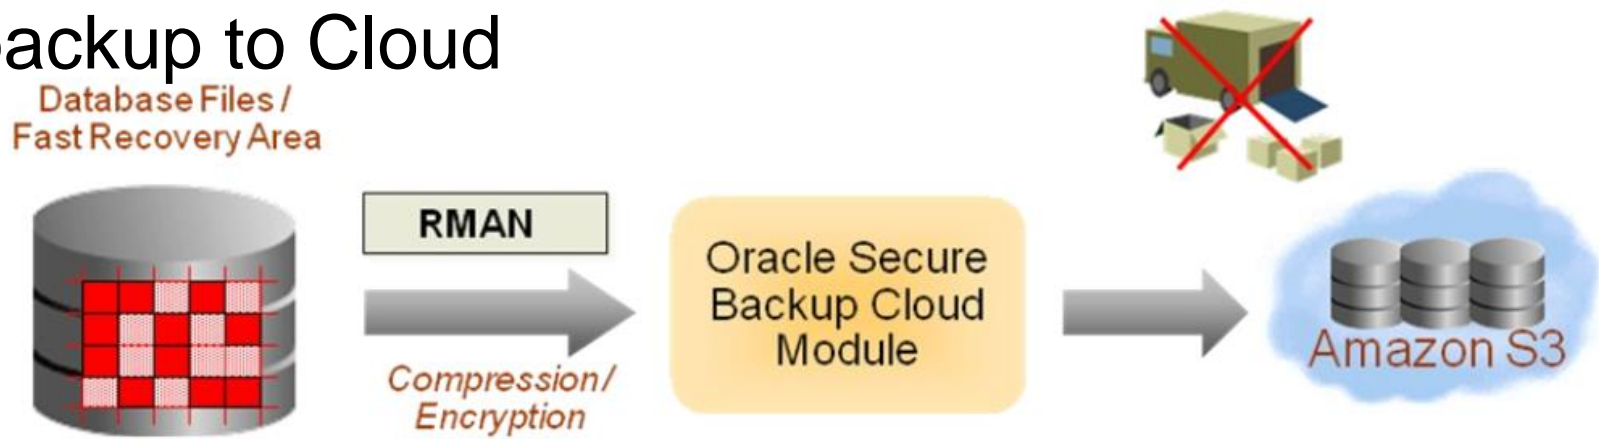 ackup to Cloud
Database Files /
Fast Recovery Area
RMAN
Compression/
Encryption
Oracle Secure
Backup Cloud
Module
Amazon S3